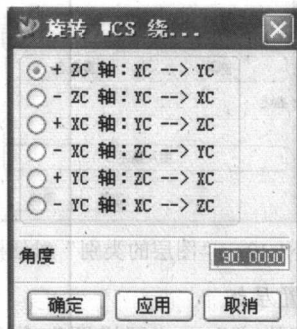 旋转 WCS 绕...
+ ZC 轴：XC --> YC
- ZC 轴：YC --> XC
+ XC 轴：YC --> ZC
- XC 轴：ZC --> YC
+ YC 轴：ZC --> XC
- YC 轴：XC --> ZC
角度
90.0000
确定
应用
取消